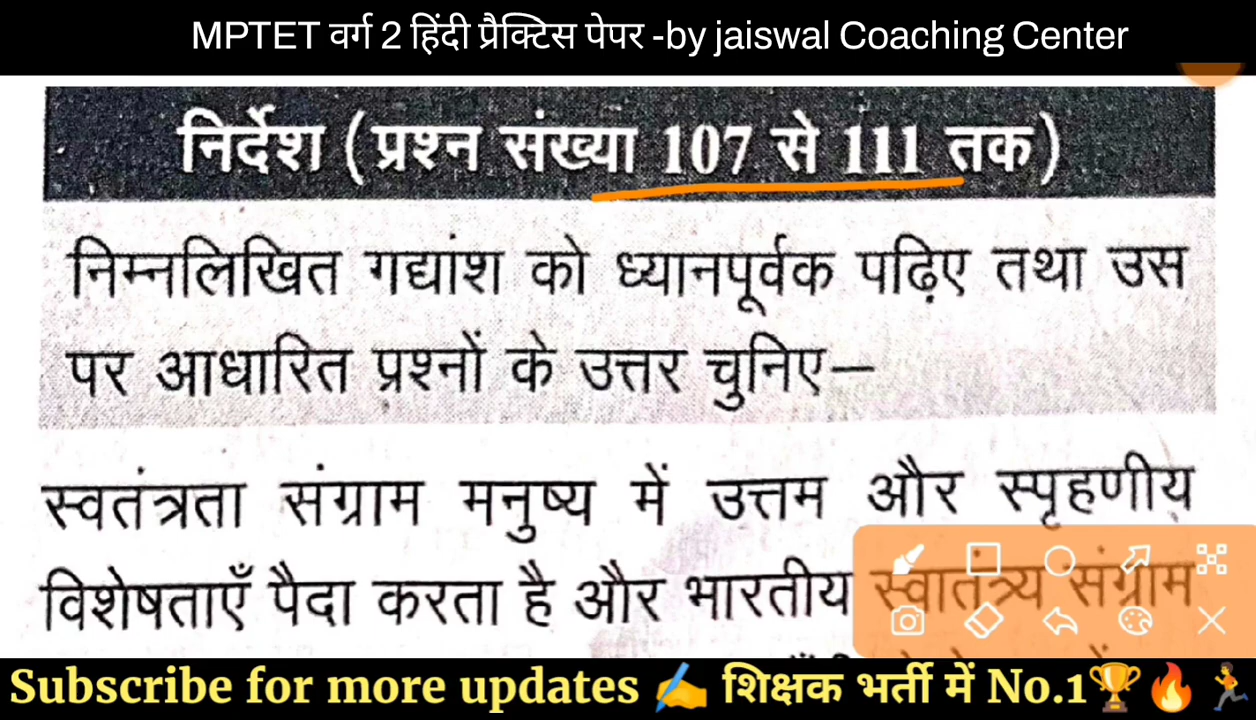 MPTET वर्ग 2 हिंदी प्रैक्टिस पेपर -by jaiswal Coaching Center
निर्देश (प्रश्न संख्या 107 से 111 तक)
निम्नलिखित गद्यांश को ध्यानपूर्वक पढ़िए तथा उस
पर आधारित प्रश्नों के उत्तर चुनिए—
स्वतंत्रता संग्राम मनुष्य में उत्तम और स्पृहणीय
विशेषताएँ पैदा करता है और भारतीय स्वातंत्र्य संग्राम
Subscribe for more updates ✍️ शिक्षक भर्ती में No.1🏆🔥🏃